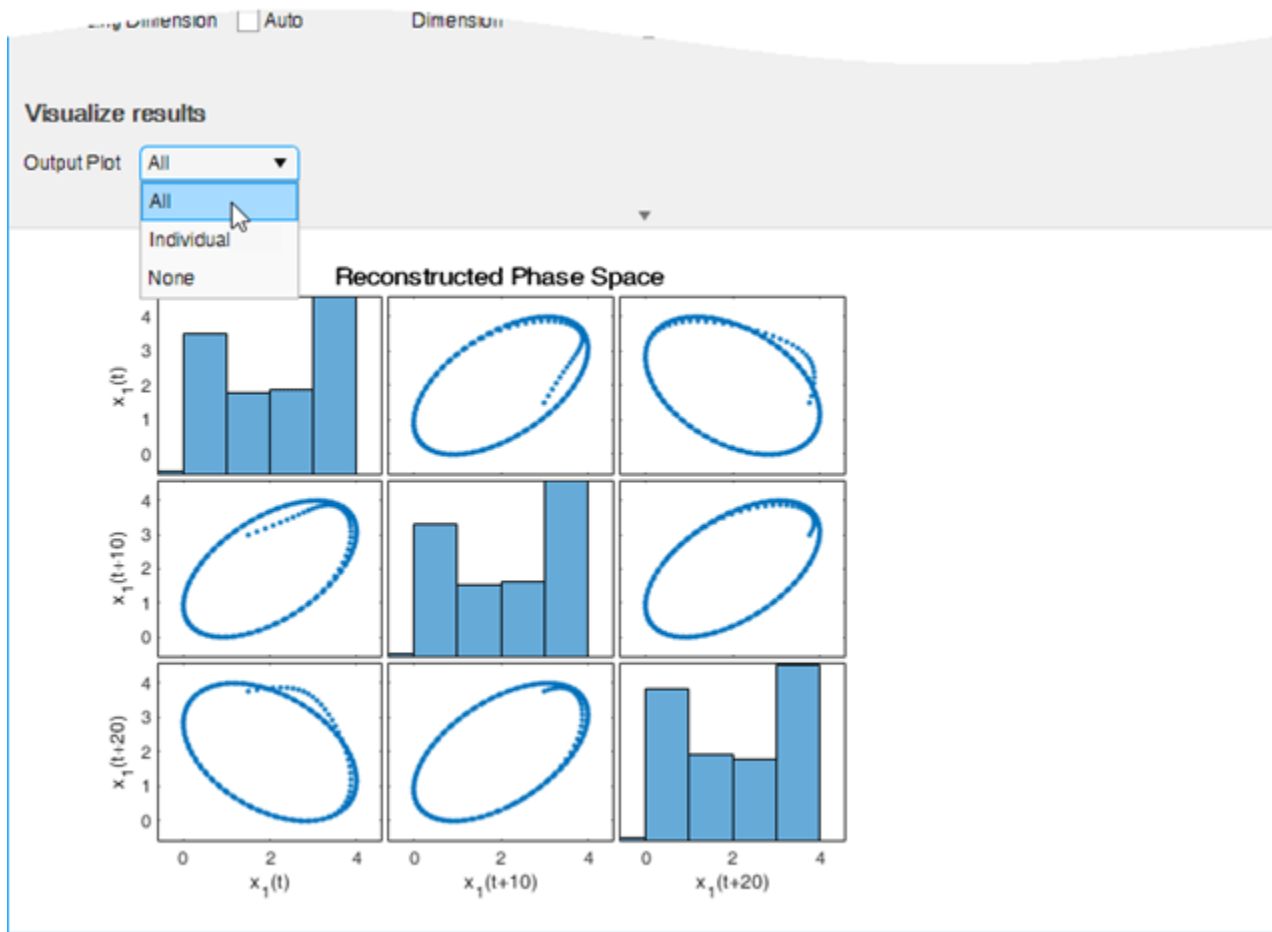 Dimension Auto Dimension
Visualize results
Output Plot All
All
Individual
None
Reconstructed Phase Space
4
3
2
1
0
x1(t)
4
3
2
1
0
x1(t+10)
4
3
2
1
0
x1(t+20)
0 2 4 0 2 4 0 2 4
x1(t) x1(t+10) x1(t+20)